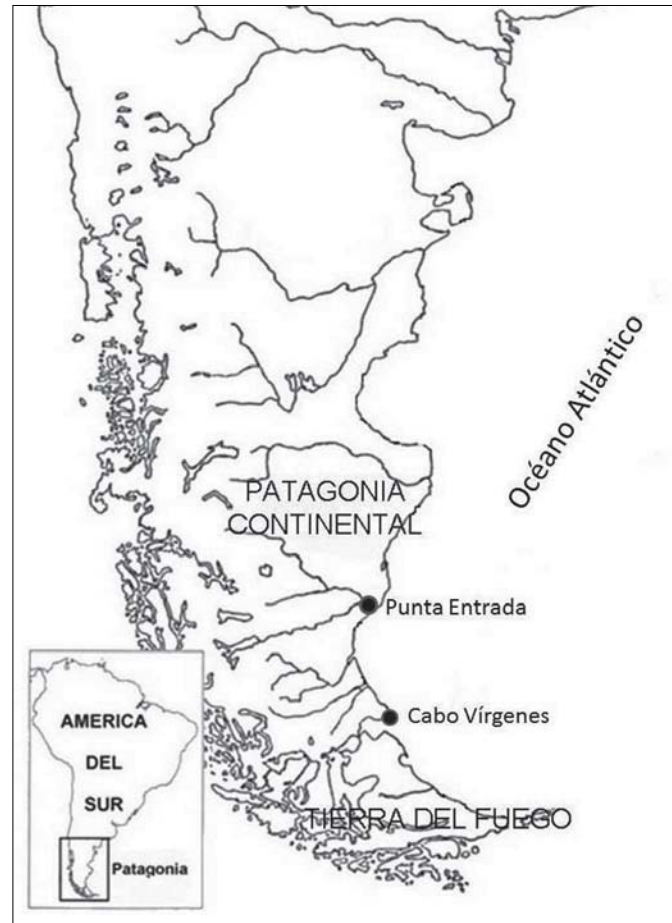 Océano Atlántico
PATAGONIA
CONTINENTAL
Punta Entrada
Cabo Vírgenes
TIERRA DEL FUEGO
AMERICA
DEL
SUR
Patagonia